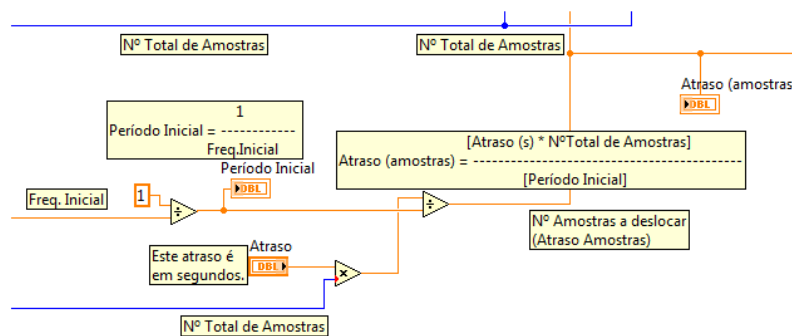 Nº Total de Amostras
Nº Total de Amostras
Atraso (amostras
DBL
1
Período Inicial = ------------
Freq.Inicial
[Atraso (s) * NºTotal de Amostras]
Atraso (amostras) = --------------------------------------------
[Período Inicial]
Período Inicial
DBL
Freq. Inicial
1
÷
÷
Nº Amostras a deslocar
(Atraso Amostras)
Este atraso é
em segundos.
Atraso
DBL
×
Nº Total de Amostras